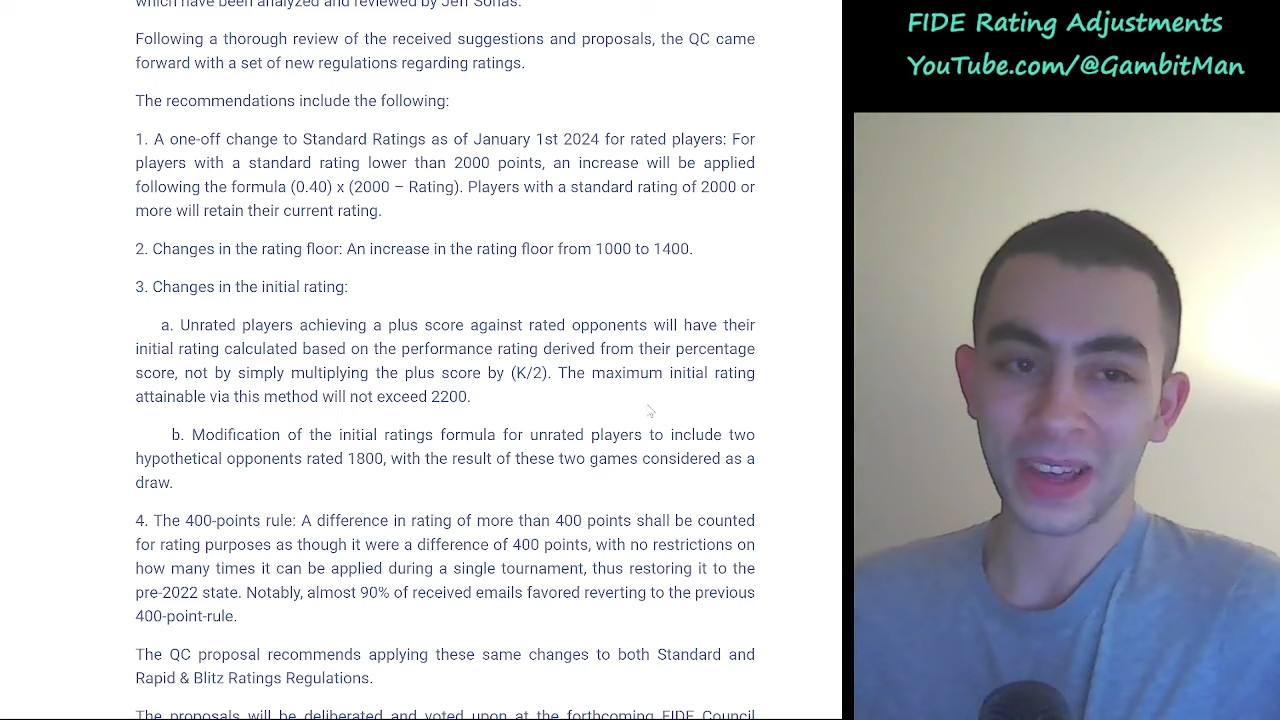 which have been analyzed and reviewed by Jeff Sonas.
Following a thorough review of the received suggestions and proposals, the QC came
forward with a set of new regulations regarding ratings.
The recommendations include the following:
1. A one-off change to Standard Ratings as of January 1st 2024 for rated players: For
players with a standard rating lower than 2000 points, an increase will be applied
following the formula (0.40) x (2000 – Rating). Players with a standard rating of 2000 or
more will retain their current rating.
2. Changes in the rating floor: An increase in the rating floor from 1000 to 1400.
3. Changes in the initial rating:
a. Unrated players achieving a plus score against rated opponents will have their
initial rating calculated based on the performance rating derived from their percentage
score, not by simply multiplying the plus score by (K/2). The maximum initial rating
attainable via this method will not exceed 2200.
b. Modification of the initial ratings formula for unrated players to include two
hypothetical opponents rated 1800, with the result of these two games considered as a
draw.
4. The 400-points rule: A difference in rating of more than 400 points shall be counted
for rating purposes as though it were a difference of 400 points, with no restrictions on
how many times it can be applied during a single tournament, thus restoring it to the
pre-2022 state. Notably, almost 90% of received emails favored reverting to the previous
400-point-rule.
The QC proposal recommends applying these same changes to both Standard and
Rapid & Blitz Ratings Regulations.
The proposals will be deliberated and voted upon at the forthcoming FIDE Council
FIDE Rating Adjustments
YouTube.com/@GambitMan